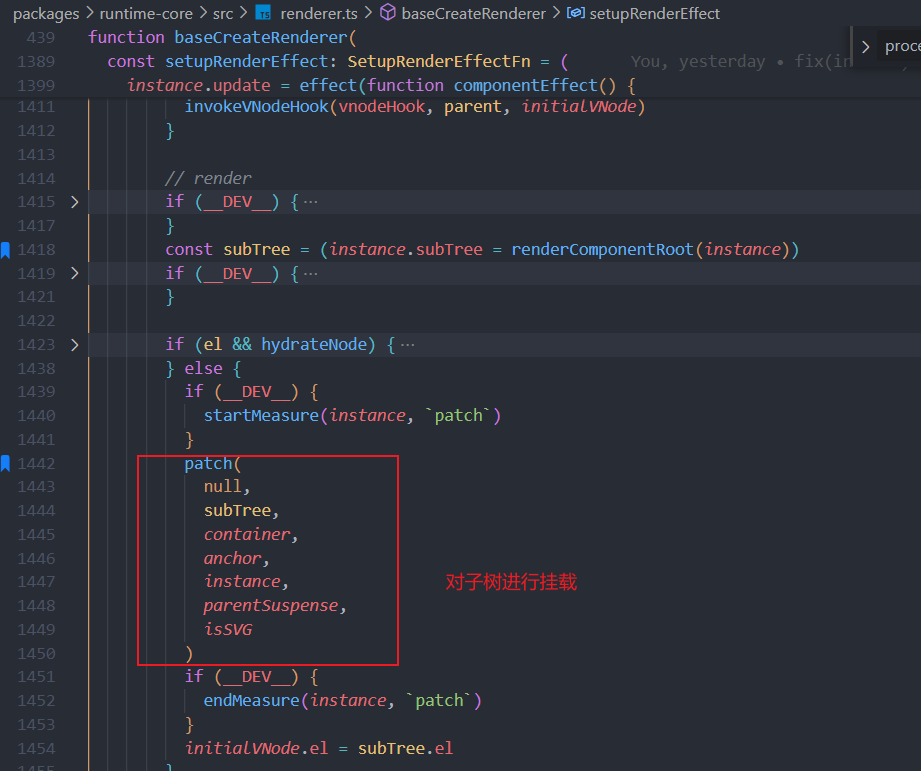 packages > runtime-core > src > TS renderer.ts > baseCreateRenderer > setupRenderEffect
439 function baseCreateRenderer(
1389 const setupRenderEffect: SetupRenderEffectFn = ( You, yesterday • fix(in
> proce
1399 instance.update = effect(function componentEffect() {
1411 invokeVNodeHook(vnodeHook, parent, initialVNode)
1412 }
1413
1414 // render
1415 > if (__DEV__) { ···
1417 }
1418 const subTree = (instance.subTree = renderComponentRoot(instance))
1419 > if (__DEV__) { ···
1421 }
1422
1423 > if (el && hydrateNode) { ···
1438 } else {
1439 if (__DEV__) {
1440 startMeasure(instance, `patch`)
1441 }
1442 patch(
1443 null,
1444 subTree,
1445 container,
1446 anchor,
1447 instance, 对子树进行挂载
1448 parentSuspense,
1449 isSVG
1450 )
1451 if (__DEV__) {
1452 endMeasure(instance, `patch`)
1453 }
1454 initialVNode.el = subTree.el
1455 }